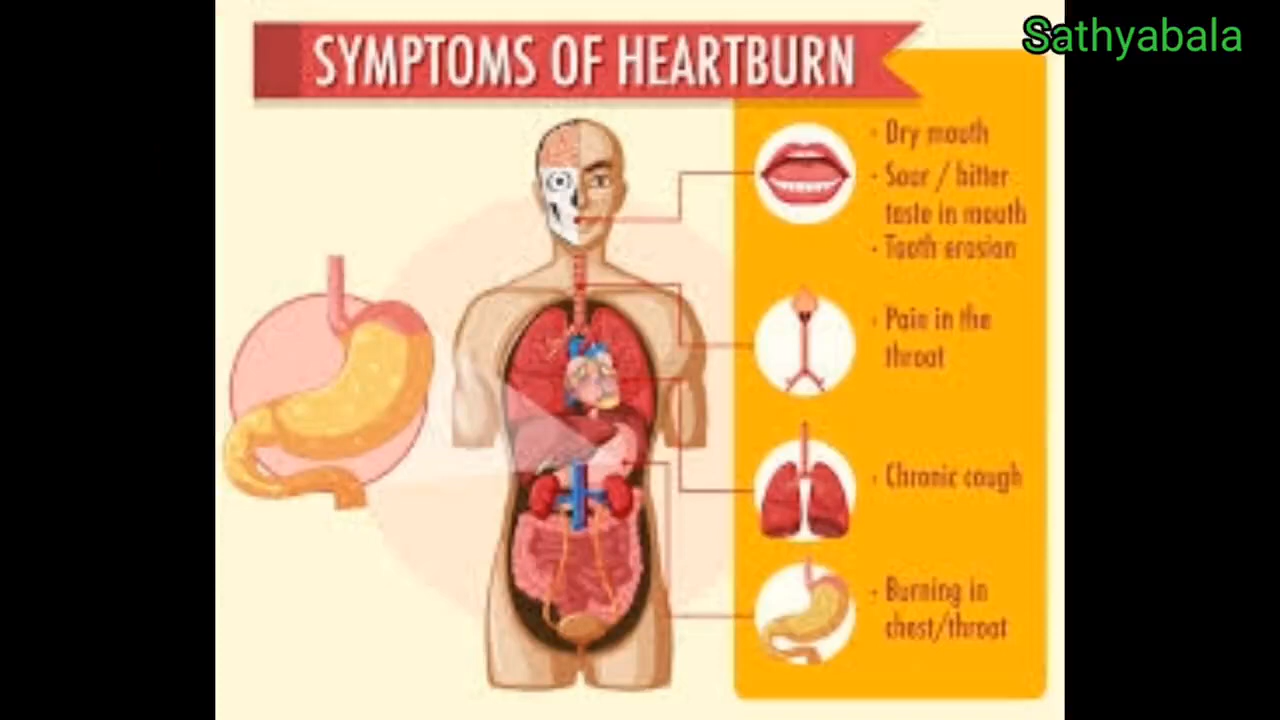 SYMPTOMS OF HEARTBURN
Sathyabala
· Dry mouth
· Sour / bitter
taste in mouth
· Tooth erosion
· Pain in the
throat
· Chronic cough
· Burning in
chest/throat